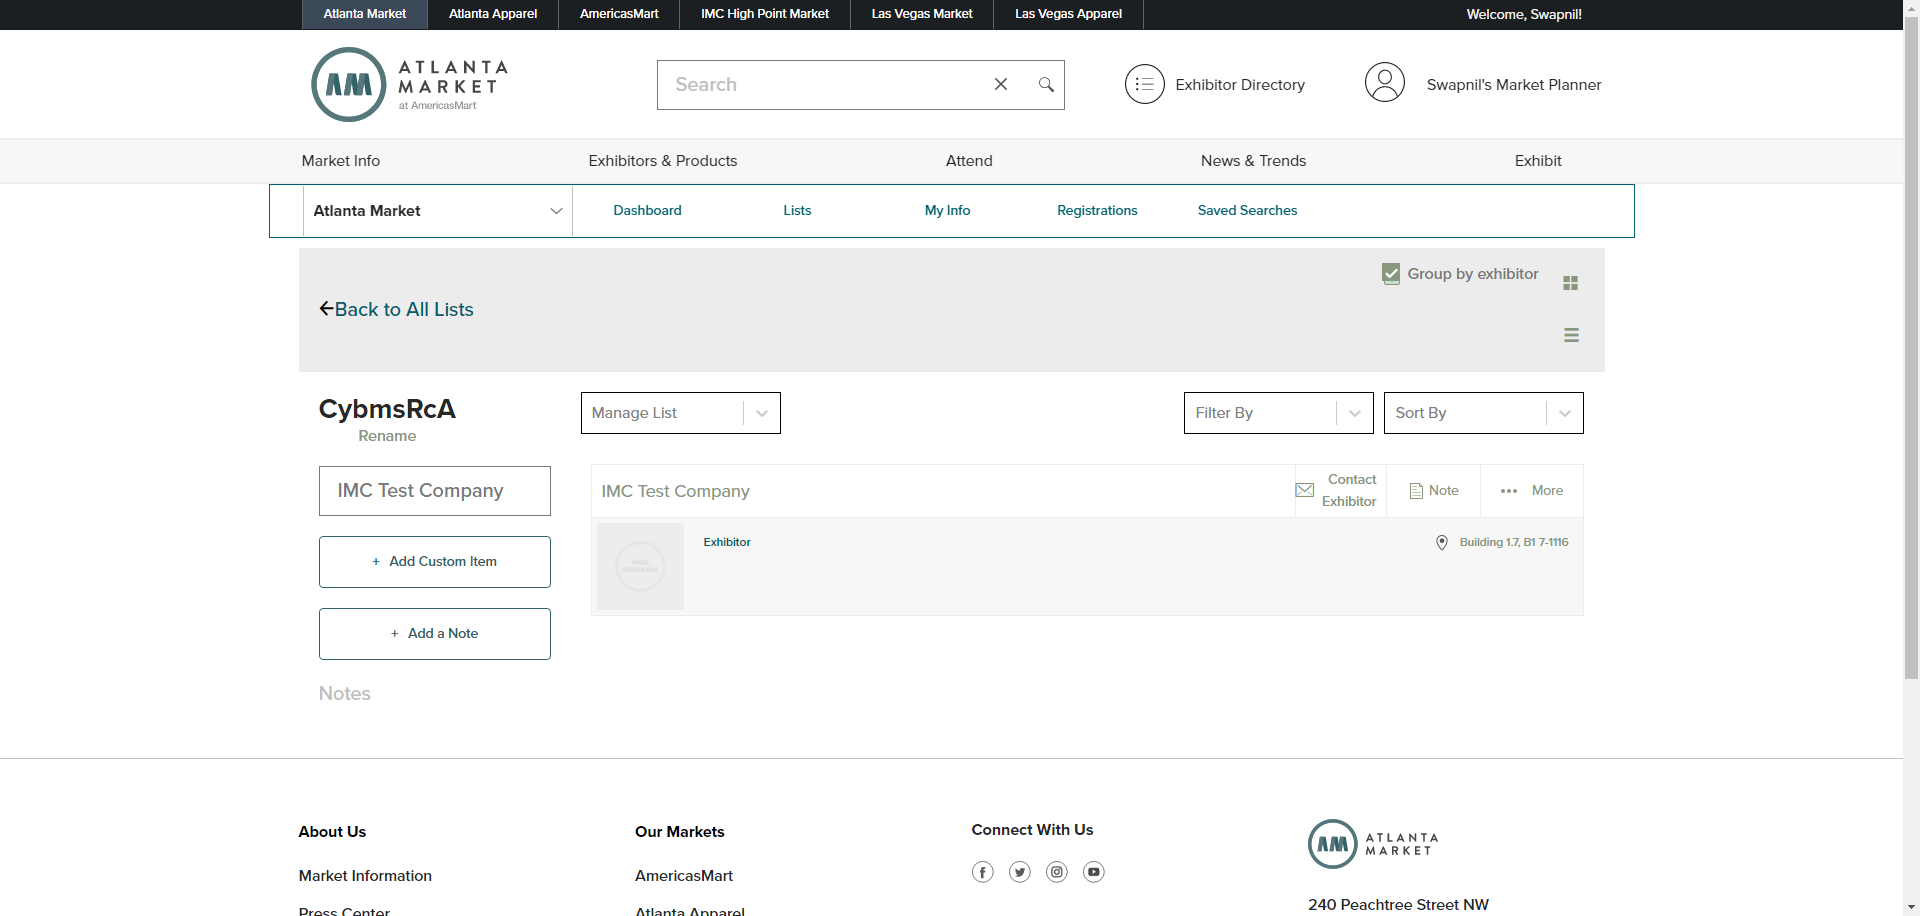 Atlanta Market
Atlanta Apparel
AmericasMart
IMC High Point Market
Las Vegas Market
Las Vegas Apparel
Welcome, Swapnil!
AM
ATLANTA
MARKET
at AmericasMart
Search
Exhibitor Directory
Swapnil's Market Planner
Market Info
Exhibitors & Products
Attend
News & Trends
Exhibit
Atlanta Market
Dashboard
Lists
My Info
Registrations
Saved Searches
Group by exhibitor
Back to All Lists
CybmsRcA
Rename
Manage List
Filter By
Sort By
IMC Test Company
+ Add Custom Item
+ Add a Note
Notes
IMC Test Company
Contact
Exhibitor
Note
More
Exhibitor
Building 1.7, B1 7-1116
About Us
Market Information
Press Center
Our Markets
AmericasMart
Atlanta Apparel
Connect With Us
AM
ATLANTA
MARKET
240 Peachtree Street NW